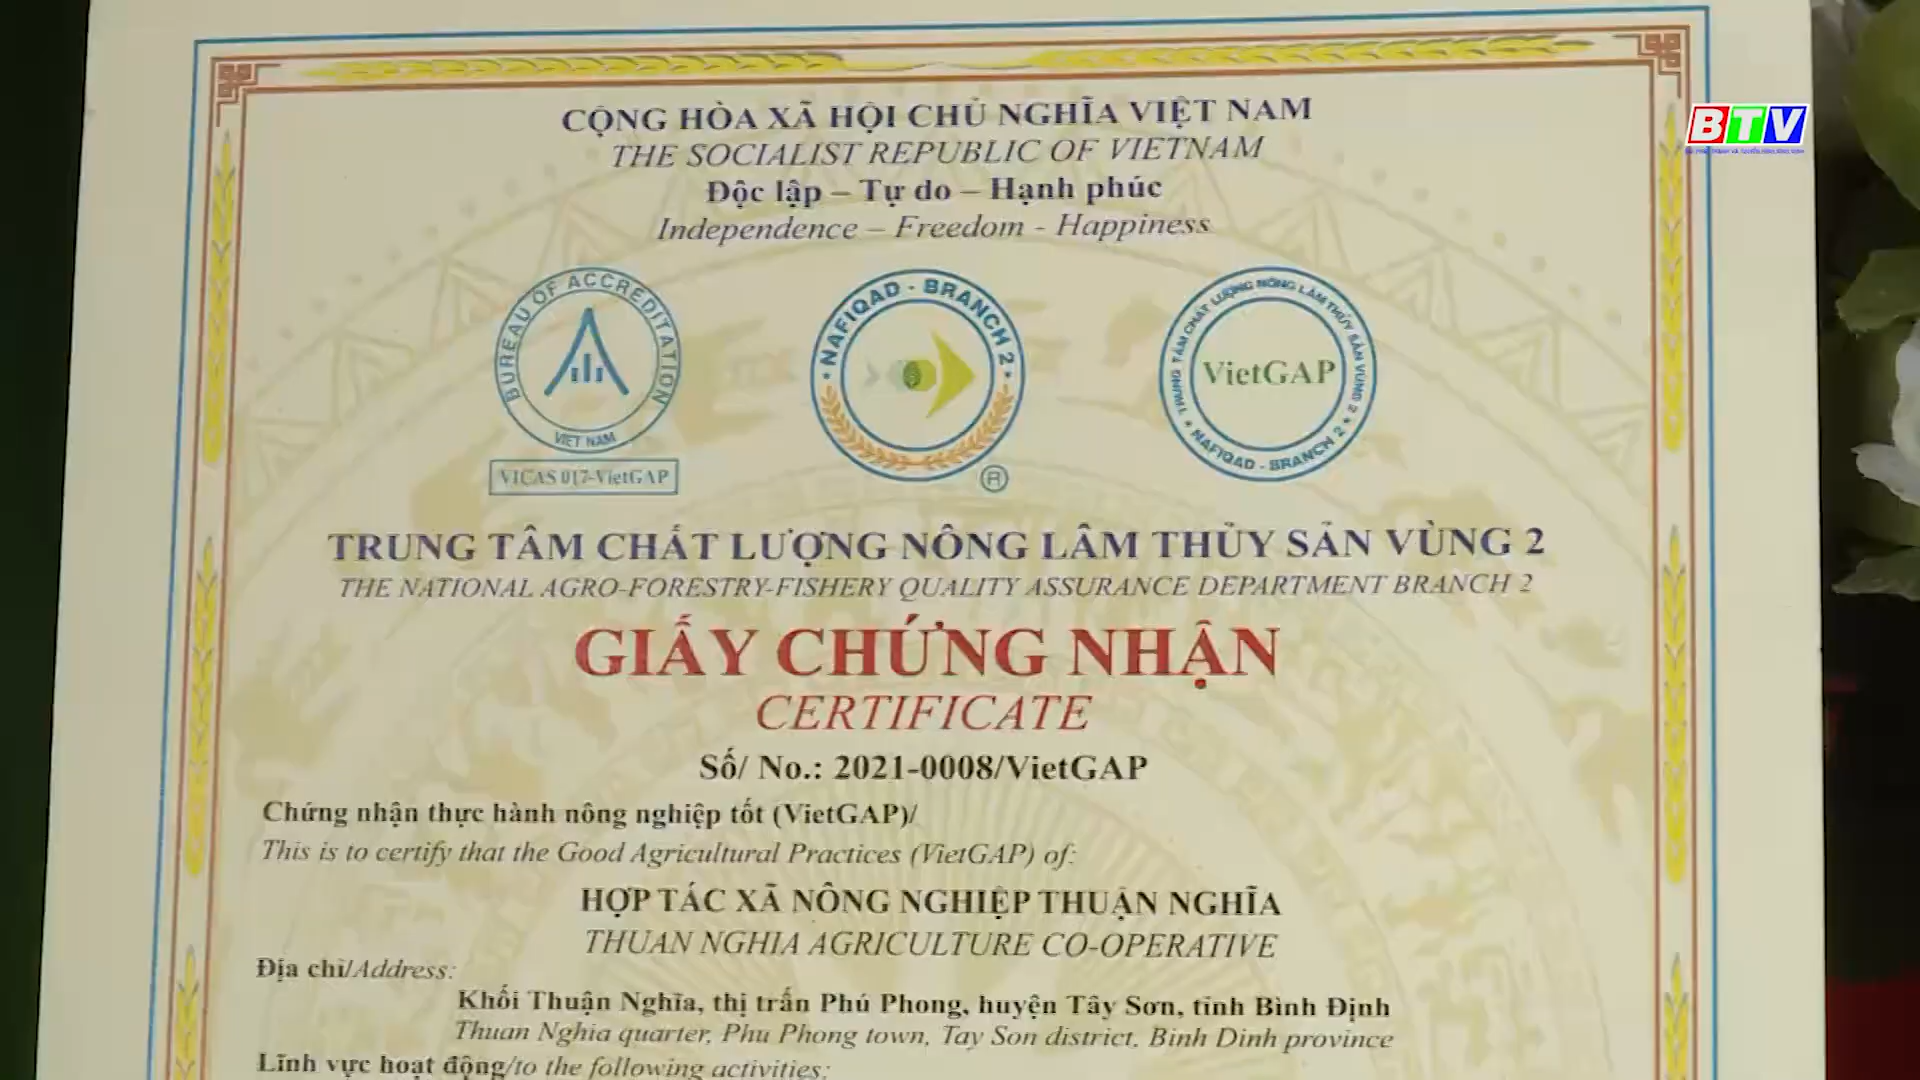 CỘNG HÒA XÃ HỘI CHỦ NGHĨA VIỆT NAM
THE SOCIALIST REPUBLIC OF VIETNAM
Độc lập – Tự do – Hạnh phúc
Independence – Freedom - Happiness
BTV
BUREAU OF ACCREDITATION
VIET NAM
VICAS 017-VietGAP
NAFIQAD - BRANCH 2
R
TRUNG TÂM CHẤT LƯỢNG NÔNG LÂM THỦY SẢN VÙNG 2
VietGAP
NAFIQAD - BRANCH 2
TRUNG TÂM CHẤT LƯỢNG NÔNG LÂM THỦY SẢN VÙNG 2
THE NATIONAL AGRO-FORESTRY-FISHERY QUALITY ASSURANCE DEPARTMENT BRANCH 2
GIẤY CHỨNG NHẬN
CERTIFICATE
Số/ No.: 2021-0008/VietGAP
Chứng nhận thực hành nông nghiệp tốt (VietGAP)/
This is to certify that the Good Agricultural Practices (VietGAP) of:
HỢP TÁC XÃ NÔNG NGHIỆP THUẬN NGHĨA
THUAN NGHIA AGRICULTURE CO-OPERATIVE
Địa chỉ/Address:
Khối Thuận Nghĩa, thị trấn Phú Phong, huyện Tây Sơn, tỉnh Bình Định
Thuan Nghia quarter, Phu Phong town, Tay Son district, Binh Dinh province
Lĩnh vực hoạt động/to the following activities: